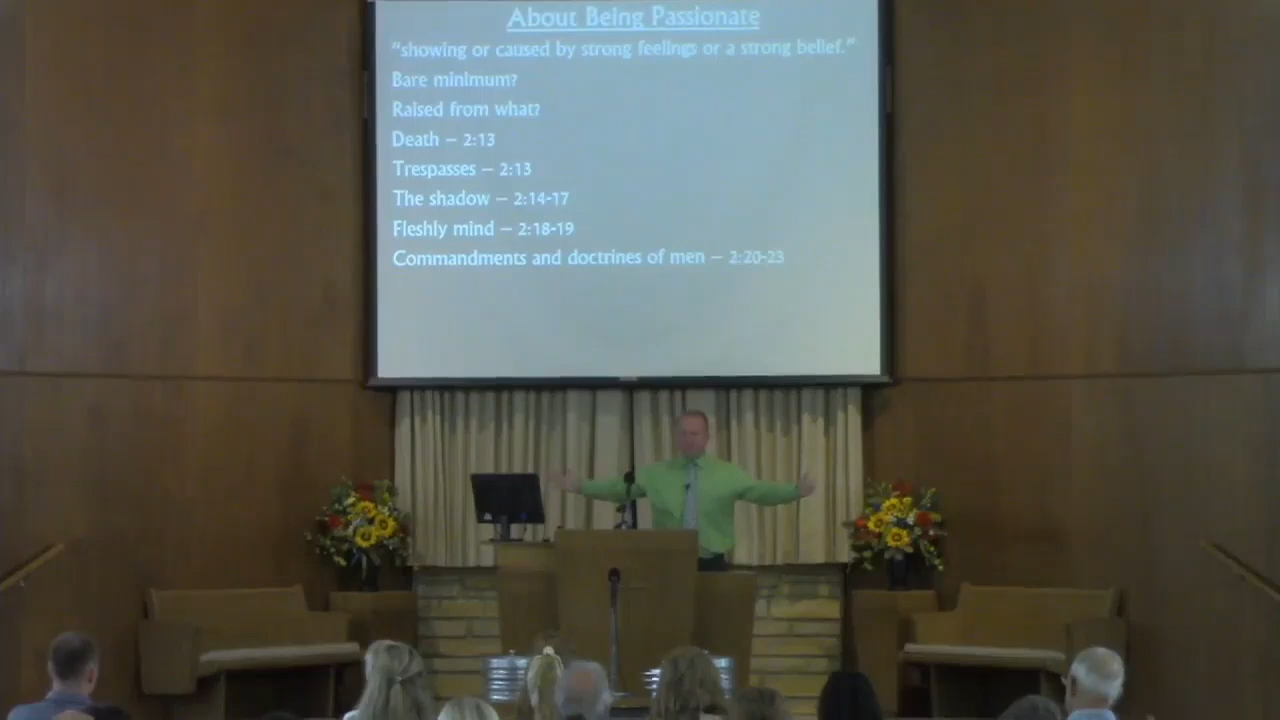 About Being Passionate
“showing or caused by strong feelings or a strong belief.”
Bare minimum?
Raised from what?
Death – 2:13
Trespasses – 2:13
The shadow – 2:14-17
Fleshly mind – 2:18-19
Commandments and doctrines of men – 2:20-23